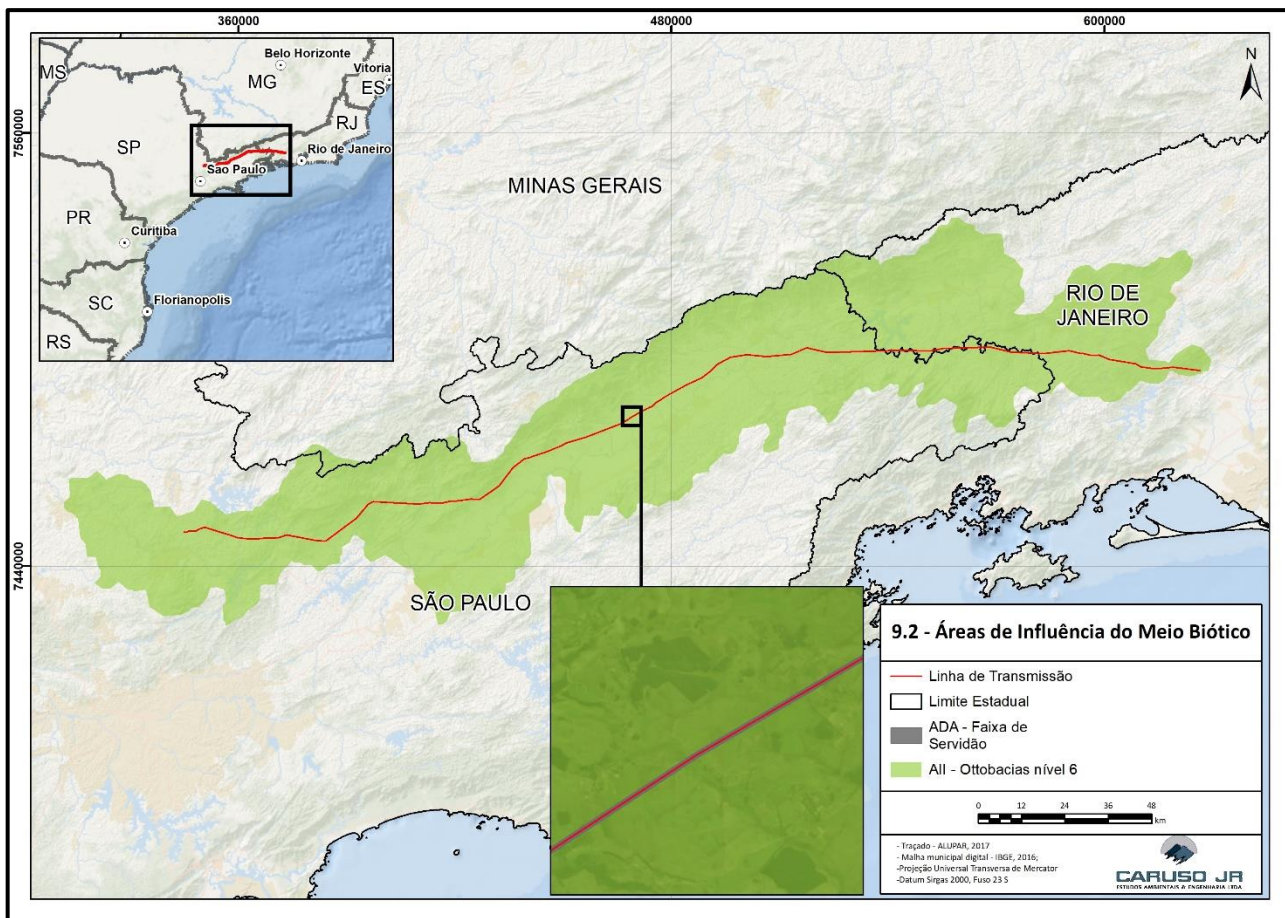 360000
480000
600000
7560000
7440000
Belo Horizonte
MS
MG
Vitoria
ES
SP
RJ
Rio de Janeiro
Sao Paulo
PR
Curitiba
SC
Florianopolis
RS
N
MINAS GERAIS
RIO DE
JANEIRO
SÃO PAULO
9.2 - Áreas de Influência do Meio Biótico
Linha de Transmissão
Limite Estadual
ADA - Faixa de
Servidão
AII - Ottobacias nível 6
0 12 24 36 48
km
- Traçado - ALUPAR, 2017
- Malha municipal digital - IBGE, 2016;
-Projeção Universal Transversa de Mercator
-Datum Sirgas 2000, Fuso 23 S
CARUSO JR
ESTUDOS AMBIENTAIS & ENGENHARIA LTDA.